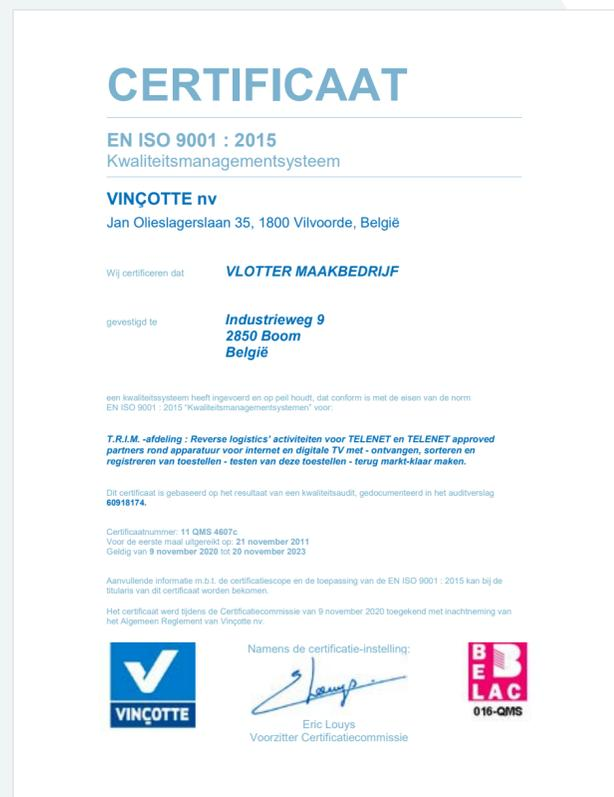 CERTIFICAAT
EN ISO 9001 : 2015
Kwaliteitsmanagementsysteem
VINÇOTTE nv
Jan Olieslagerslaan 35, 1800 Vilvoorde, België
Wij certificeren dat VLOTTER MAAKBEDRIJF
gevestigd te Industrieweg 9
2850 Boom
België
een kwaliteitssysteem heeft ingevoerd en op peil houdt, dat conform is met de eisen van de norm
EN ISO 9001 : 2015 “Kwaliteitsmanagementsystemen” voor:
T.R.I.M. -afdeling : Reverse logistics’ activiteiten voor TELENET en TELENET approved
partners rond apparatuur voor internet en digitale TV met - ontvangen, sorteren en
registreren van toestellen - testen van deze toestellen - terug markt-klaar maken.
Dit certificaat is gebaseerd op het resultaat van een kwaliteitsaudit, gedocumenteerd in het auditverslag
60918174.
Certificaatnummer: 11 QMS 4607c
Voor de eerste maal uitgereikt op: 21 november 2011
Geldig van 9 november 2020 tot 20 november 2023
Aanvullende informatie m.b.t. de certificatiescope en de toepassing van de EN ISO 9001 : 2015 kan bij de
titularis van dit certificaat worden bekomen.
Het certificaat werd tijdens de Certificatiecommissie van 9 november 2020 toegekend met inachtneming van
het Algemeen Reglement van Vinçotte nv.
Namens de certificatie-instelling:
VINÇOTTE
Eric Louys
Voorzitter Certificatiecommissie
BELAC
016-QMS